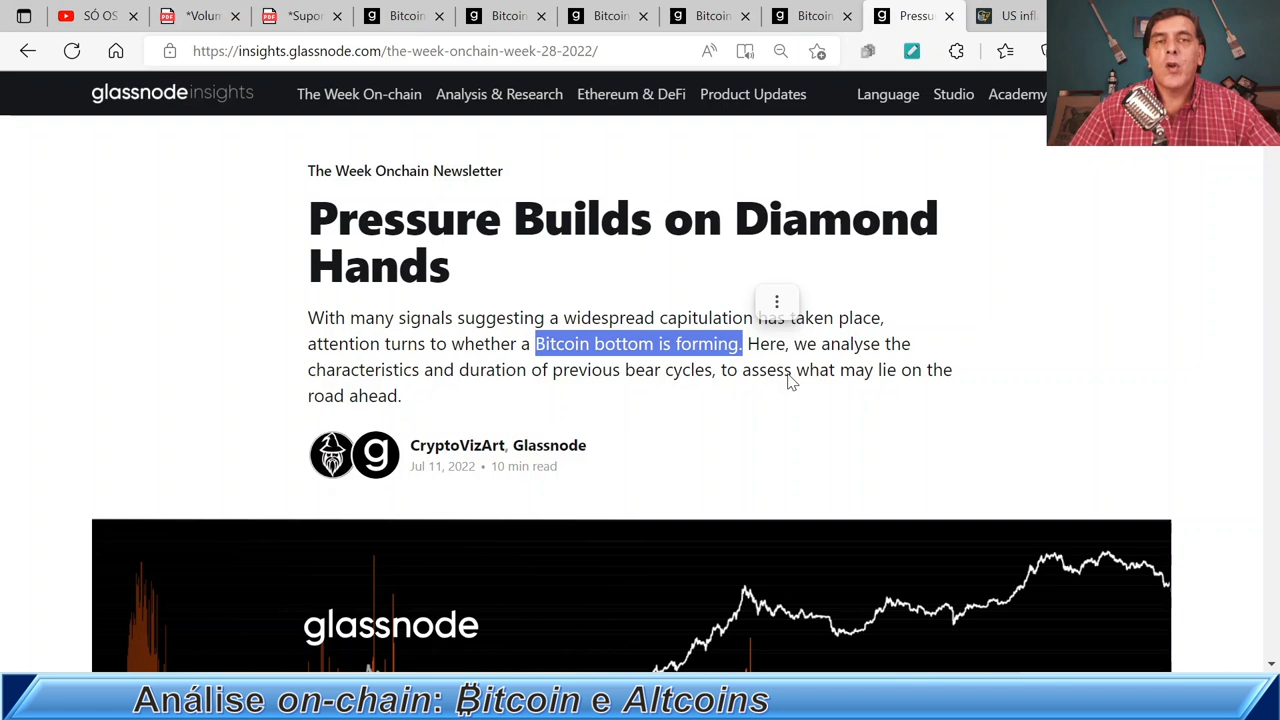 SÓ OS
*Volun
*Supor
Bitcoin
Bitcoin
Bitcoin
Bitcoin
Bitcoin
Pressu
US infl
https://insights.glassnode.com/the-week-onchain-week-28-2022/
glassnode insights
The Week On-chain
Analysis & Research
Ethereum & DeFi
Product Updates
Language
Studio
Academy
The Week Onchain Newsletter
Pressure Builds on Diamond
Hands
With many signals suggesting a widespread capitulation has taken place,
attention turns to whether a Bitcoin bottom is forming. Here, we analyse the
characteristics and duration of previous bear cycles, to assess what may lie on the
road ahead.
CryptoVizArt, Glassnode
Jul 11, 2022 • 10 min read
glassnode
Análise on-chain: ₿itcoin e Altcoins